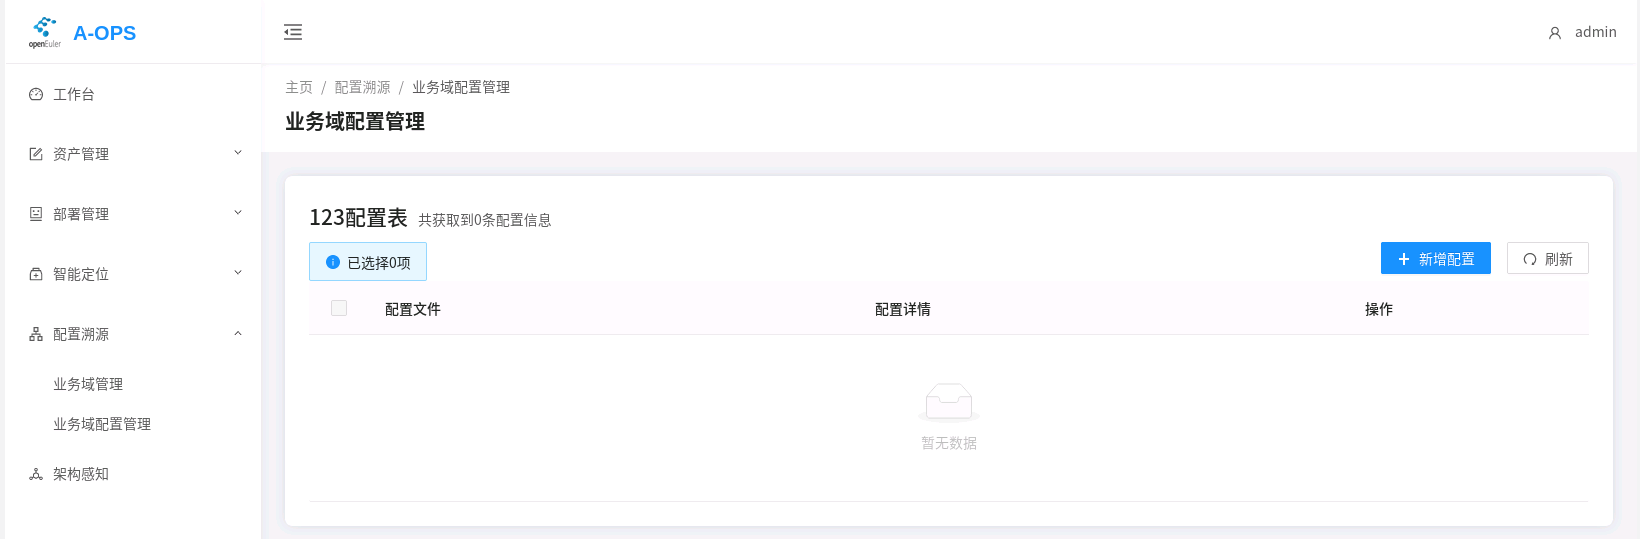 openEuler
A-OPS
admin
工作台
资产管理
部署管理
智能定位
配置溯源
业务域管理
业务域配置管理
架构感知
主页 / 配置溯源 / 业务域配置管理
业务域配置管理
123配置表 共获取到0条配置信息
已选择0项
新增配置
刷新
配置文件 配置详情 操作
暂无数据